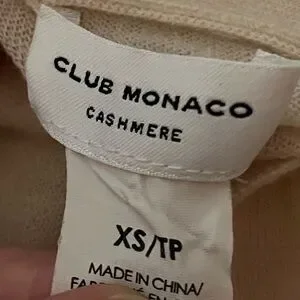 CLUB MONACO
CASHMERE
XS/TP
MADE IN CHINA/